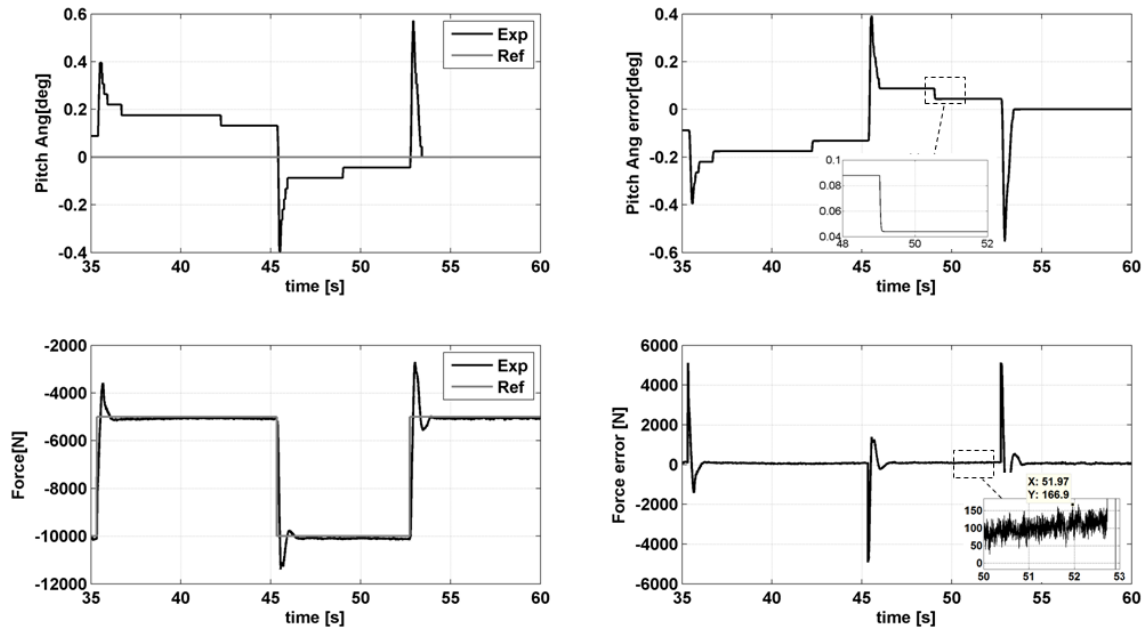 0.6
0.4
0.2
0
-0.2
-0.4
Pitch Ang[deg]
Exp
Ref
35 40 45 50 55 60
time [s]
0.6
0.4
0.2
0
-0.2
-0.4
-0.6
Pitch Ang error[deg]
0.1
0.08
0.06
0.04
48 50 52
35 40 45 50 55 60
time [s]
-2000
-4000
-6000
-8000
-10000
-12000
Force[N]
Exp
Ref
35 40 45 50 55 60
time [s]
6000
4000
2000
0
-2000
-4000
-6000
Force error [N]
X: 51.97
Y: 166.9
150
100
50
0
50 51 52 53
35 40 45 50 55 60
time [s]